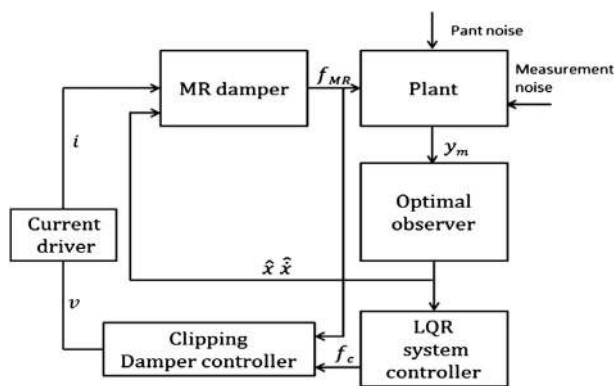 Pant noise
MR damper
f_MR
Plant
Measurement
noise
i
y_m
Optimal
observer
Current
driver
x̂ x̂̇
v
Clipping
Damper controller
f_c
LQR
system
controller